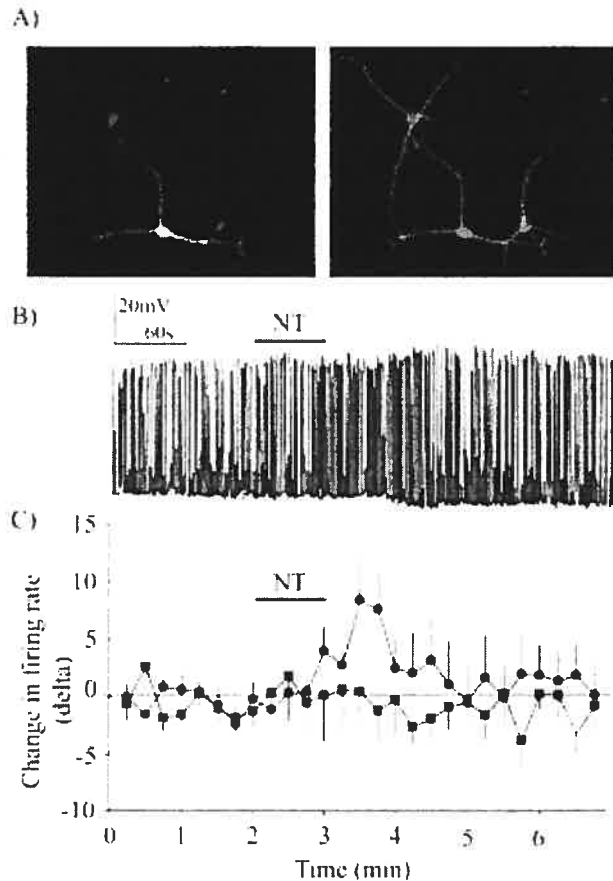 A)
B)
20mV
60s
NT
C)
15
10
5
0
-5
-10
NT
Change in firing rate
(delta)
0 1 2 3 4 5 6
Time (min)